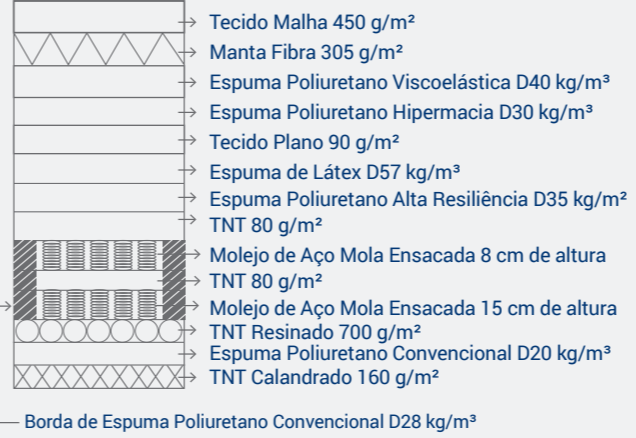 Tecido Malha 450 g/m²
Manta Fibra 305 g/m²
Espuma Poliuretano Viscoelástica D40 kg/m³
Espuma Poliuretano Hipermacia D30 kg/m³
Tecido Plano 90 g/m²
Espuma de Látex D57 kg/m³
Espuma Poliuretano Alta Resiliência D35 kg/m²
TNT 80 g/m²
Molejo de Aço Mola Ensacada 8 cm de altura
TNT 80 g/m²
Molejo de Aço Mola Ensacada 15 cm de altura
TNT Resinado 700 g/m²
Espuma Poliuretano Convencional D20 kg/m³
TNT Calandrado 160 g/m²
Borda de Espuma Poliuretano Convencional D28 kg/m³